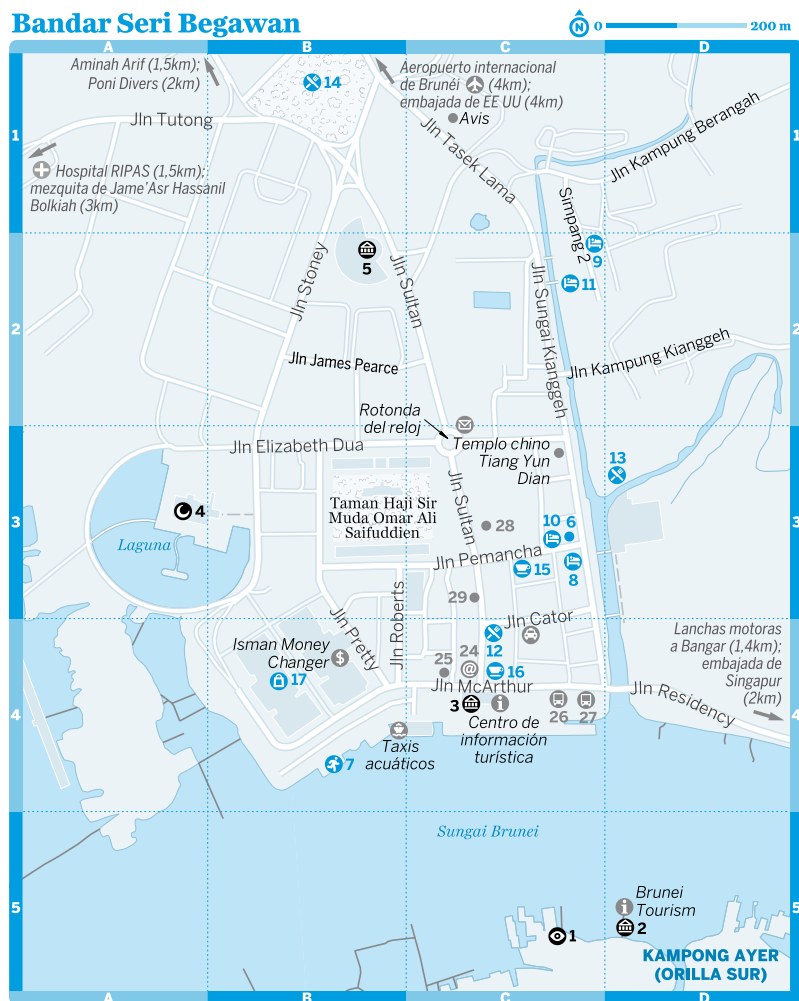 Bandar Seri Begawan
N
0
200 m
A
B
C
D
Aminah Arif (1,5km);
Poni Divers (2km)
14
Aeropuerto internacional
de Brunéi (4km);
embajada de EE UU (4km)
Avis
Jln Tutong
Jln Tasek Lama
Jln Kampung Berangah
1
1
Hospital RIPAS (1,5km);
mezquita de Jame'Asr Hassanil
Bolkiah (3km)
Simpang 2
9
5
Jln Stoney
Jln Sultan
11
Jln Sungai Kianggeh
2
2
Jln James Pearce
Jln Kampung Kianggeh
Rotonda
del reloj
Jln Elizabeth Dua
Templo chino
Tiang Yun
Dian
13
Taman Haji Sir
Muda Omar Ali
Saifuddien
Jln Sultan
4
3
3
28
10
6
Laguna
Jln Pemancha
15
8
29
Jln Roberts
Jln Pretty
Jln Cator
Isman Money
Changer
$
17
12
24
@
25
16
Lanchas motoras
a Bangar (1,4km);
embajada de
Singapur
(2km)
Jln McArthur
Jln Residency
3
26
27
4
4
Centro de
información
turística
Taxis
acuáticos
7
Sungai Brunei
Brunei
Tourism
5
5
1
2
KAMPONG AYER
(ORILLA SUR)
A
B
C
D